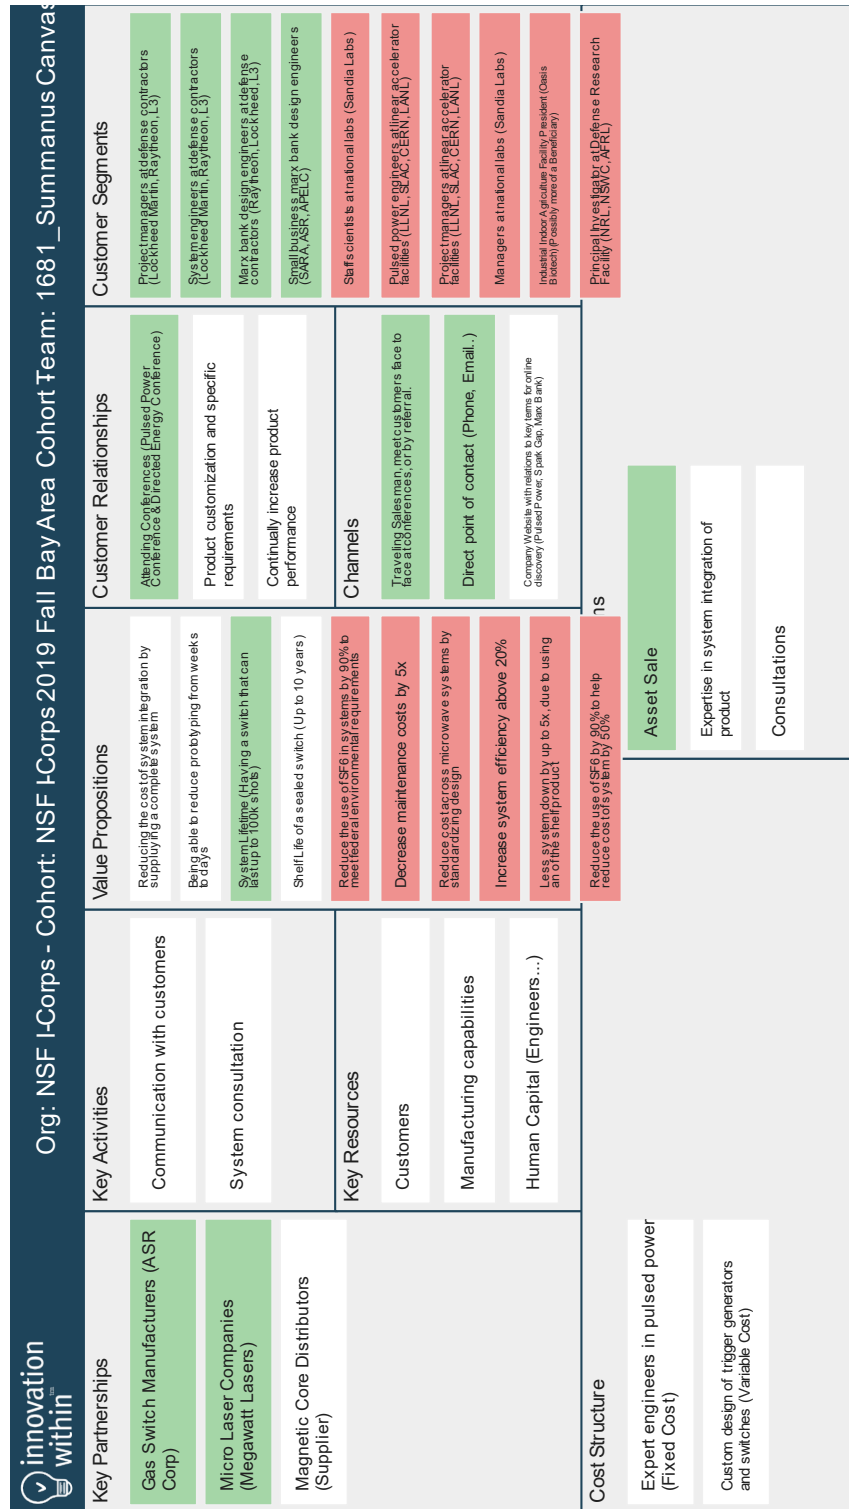 innovation
within™
Org: NSF I-Corps - Cohort: NSF I-Corps 2019 Fall Bay Area Cohort Team: 1681_Summanus Canvas
Key Partnerships
Gas Switch Manufacturers (ASR
Corp)
Micro Laser Companies
(Megawatt Lasers)
Magnetic Core Distributors
(Supplier)
Key Activities
Communication with customers
System consultation
Key Resources
Customers
Manufacturing capabilities
Human Capital (Engineers...)
Value Propositions
Reducing the cost of system integration by
suppluying a complete system
Being able to reduce prototyping from weeks
to days
System Lifetime (Having a switch that can
last up to 100k shots)
Shelf Life of a sealed switch (Up to 10 years)
Reduce the use of SF6 in systems by 90% to
meet federal environmental requirements
Decrease maintenance costs by 5x
Reduce cost across microwave systems by
standardizing design
Increase system efficiency above 20%
Less system down by up to 5x, due to using
an of the shelf product
Reduce the use of SF6 by 90% to help
reduce cost of system by 50%
Customer Relationships
Attending Conferences (Pulsed Power
Conference & Directed Energy Conference)
Product customization and specific
requirements
Continually increase product
performance
Channels
Traveling Salesman, meet customers face to
face at conferences, or by referral.
Direct point of contact (Phone, Email..)
Company Website with relations to key terms for online
discovery (Pulsed Power, Spark Gap, Marx Bank)
Customer Segments
Project managers at defense contractors
(Lockheed Martin, Raytheon, L3)
System engineers at defense contractors
(Lockheed Martin, Raytheon, L3)
Marx bank design engineers at defense
contractors (Raytheon, Lockheed, L3)
Small business marx bank design engineers
(SARA, ASR, APELC)
Staff scientists at national labs (Sandia Labs)
Pulsed power engineers at linear accelerator
facilities (LLNL, SLAC, CERN, LANL)
Project managers at linear accelerator
facilities (LLNL, SLAC, CERN, LANL)
Managers at national labs (Sandia Labs)
Industrial Indoor Agriculture Facility President (Oasis
Biotech) (Possibly more of a Beneficiary)
Principal Investigator at Defense Research
Facility (NRL, NSWC, AFRL)
Cost Structure
Expert engineers in pulsed power
(Fixed Cost)
Custom design of trigger generators
and switches (Variable Cost)
ns
Asset Sale
Expertise in system integration of
product
Consultations